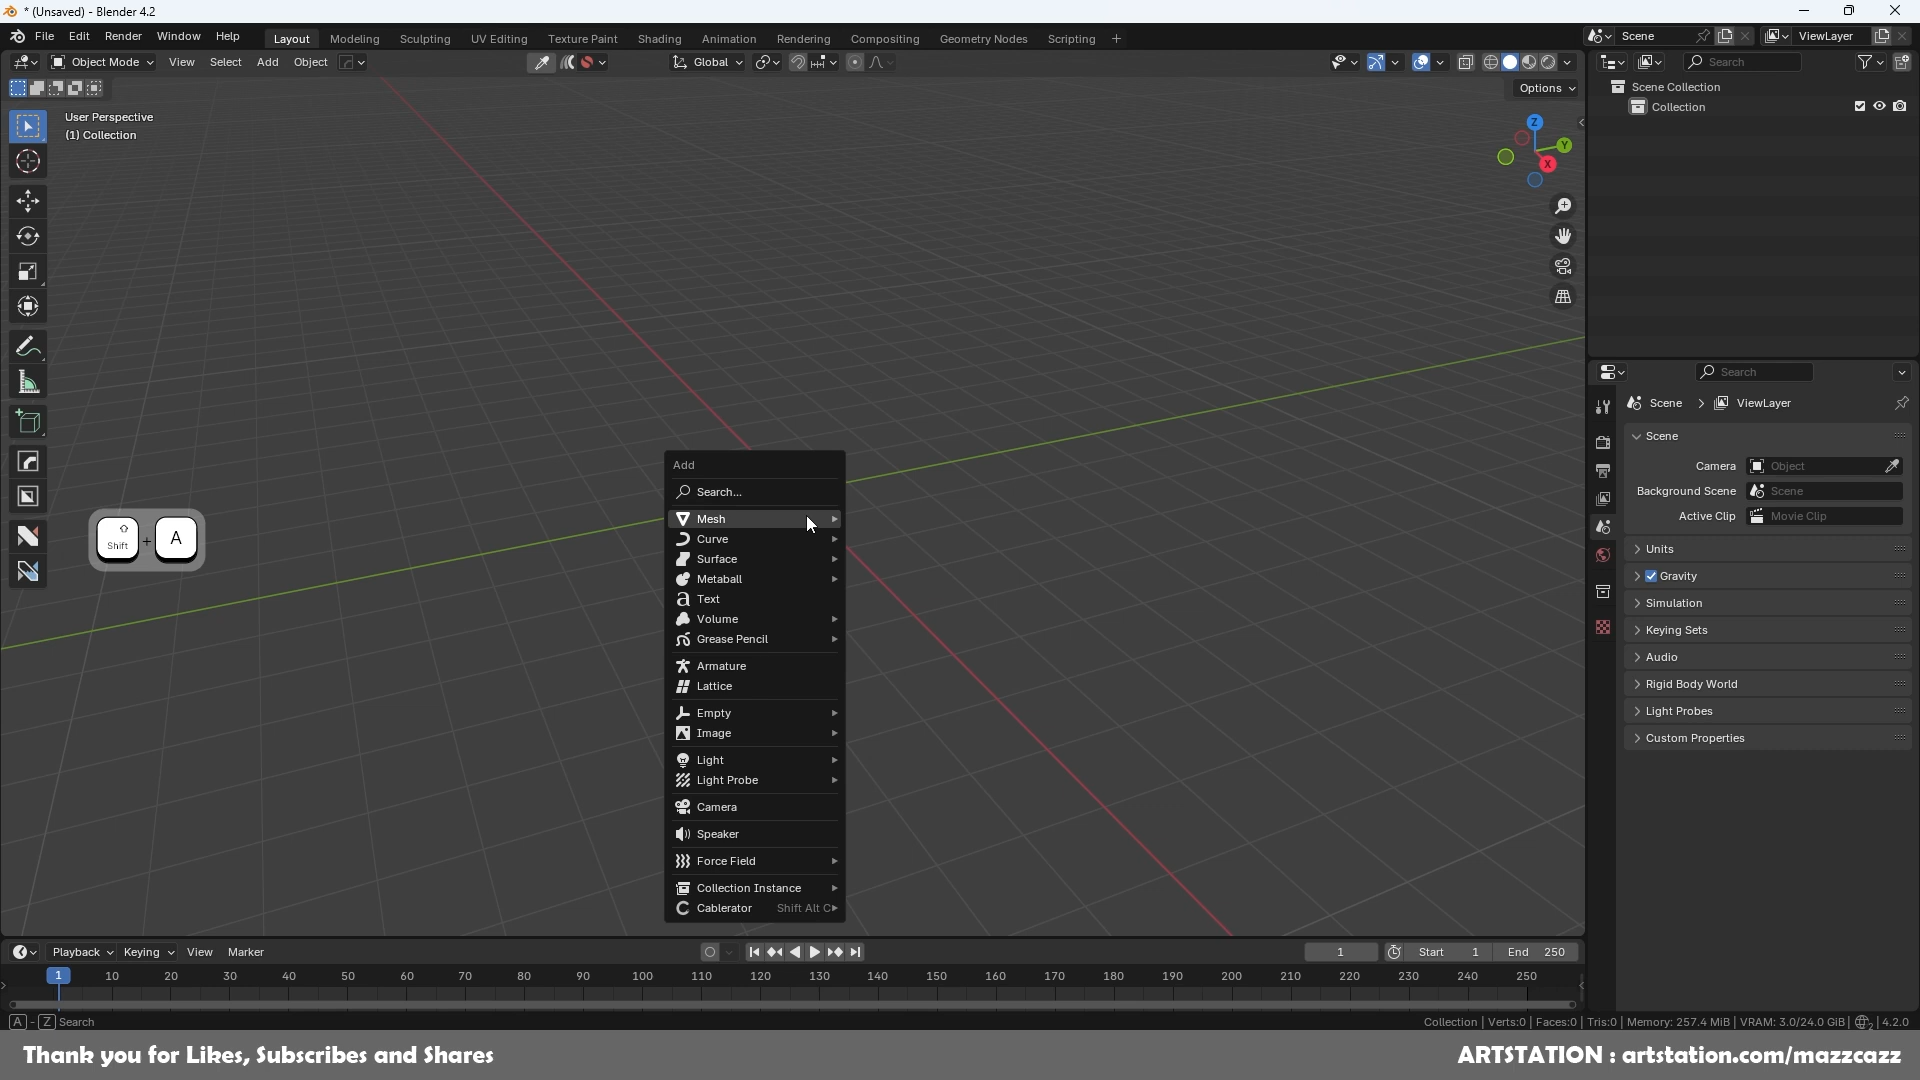 * (Unsaved) - Blender 4.2
File Edit Render Window Help Layout Modeling Sculpting UV Editing Texture Paint Shading Animation Rendering Compositing Geometry Nodes Scripting + Scene ViewLayer
Object Mode View Select Add Object Global Search
Options
User Perspective
(1) Collection
Z
Y
X
Scene Collection
Collection
Search
Scene > ViewLayer
Scene
Camera Object
Background Scene Scene
Active Clip Movie Clip
Units
Gravity
Simulation
Keying Sets
Audio
Rigid Body World
Light Probes
Custom Properties
Shift + A
Add
Search...
Mesh
Curve
Surface
Metaball
Text
Volume
Grease Pencil
Armature
Lattice
Empty
Image
Light
Light Probe
Camera
Speaker
Force Field
Collection Instance
Cablerator Shift Alt C
Playback Keying View Marker 1 Start 1 End 250
1 10 20 30 40 50 60 70 80 90 100 110 120 130 140 150 160 170 180 190 200 210 220 230 240 250
A - Z Search
Collection | Verts:0 | Faces:0 | Tris:0 | Memory: 257.4 MiB | VRAM: 3.0/24.0 GiB | 2 | 4.2.0
Thank you for Likes, Subscribes and Shares
ARTSTATION : artstation.com/mazzcazz